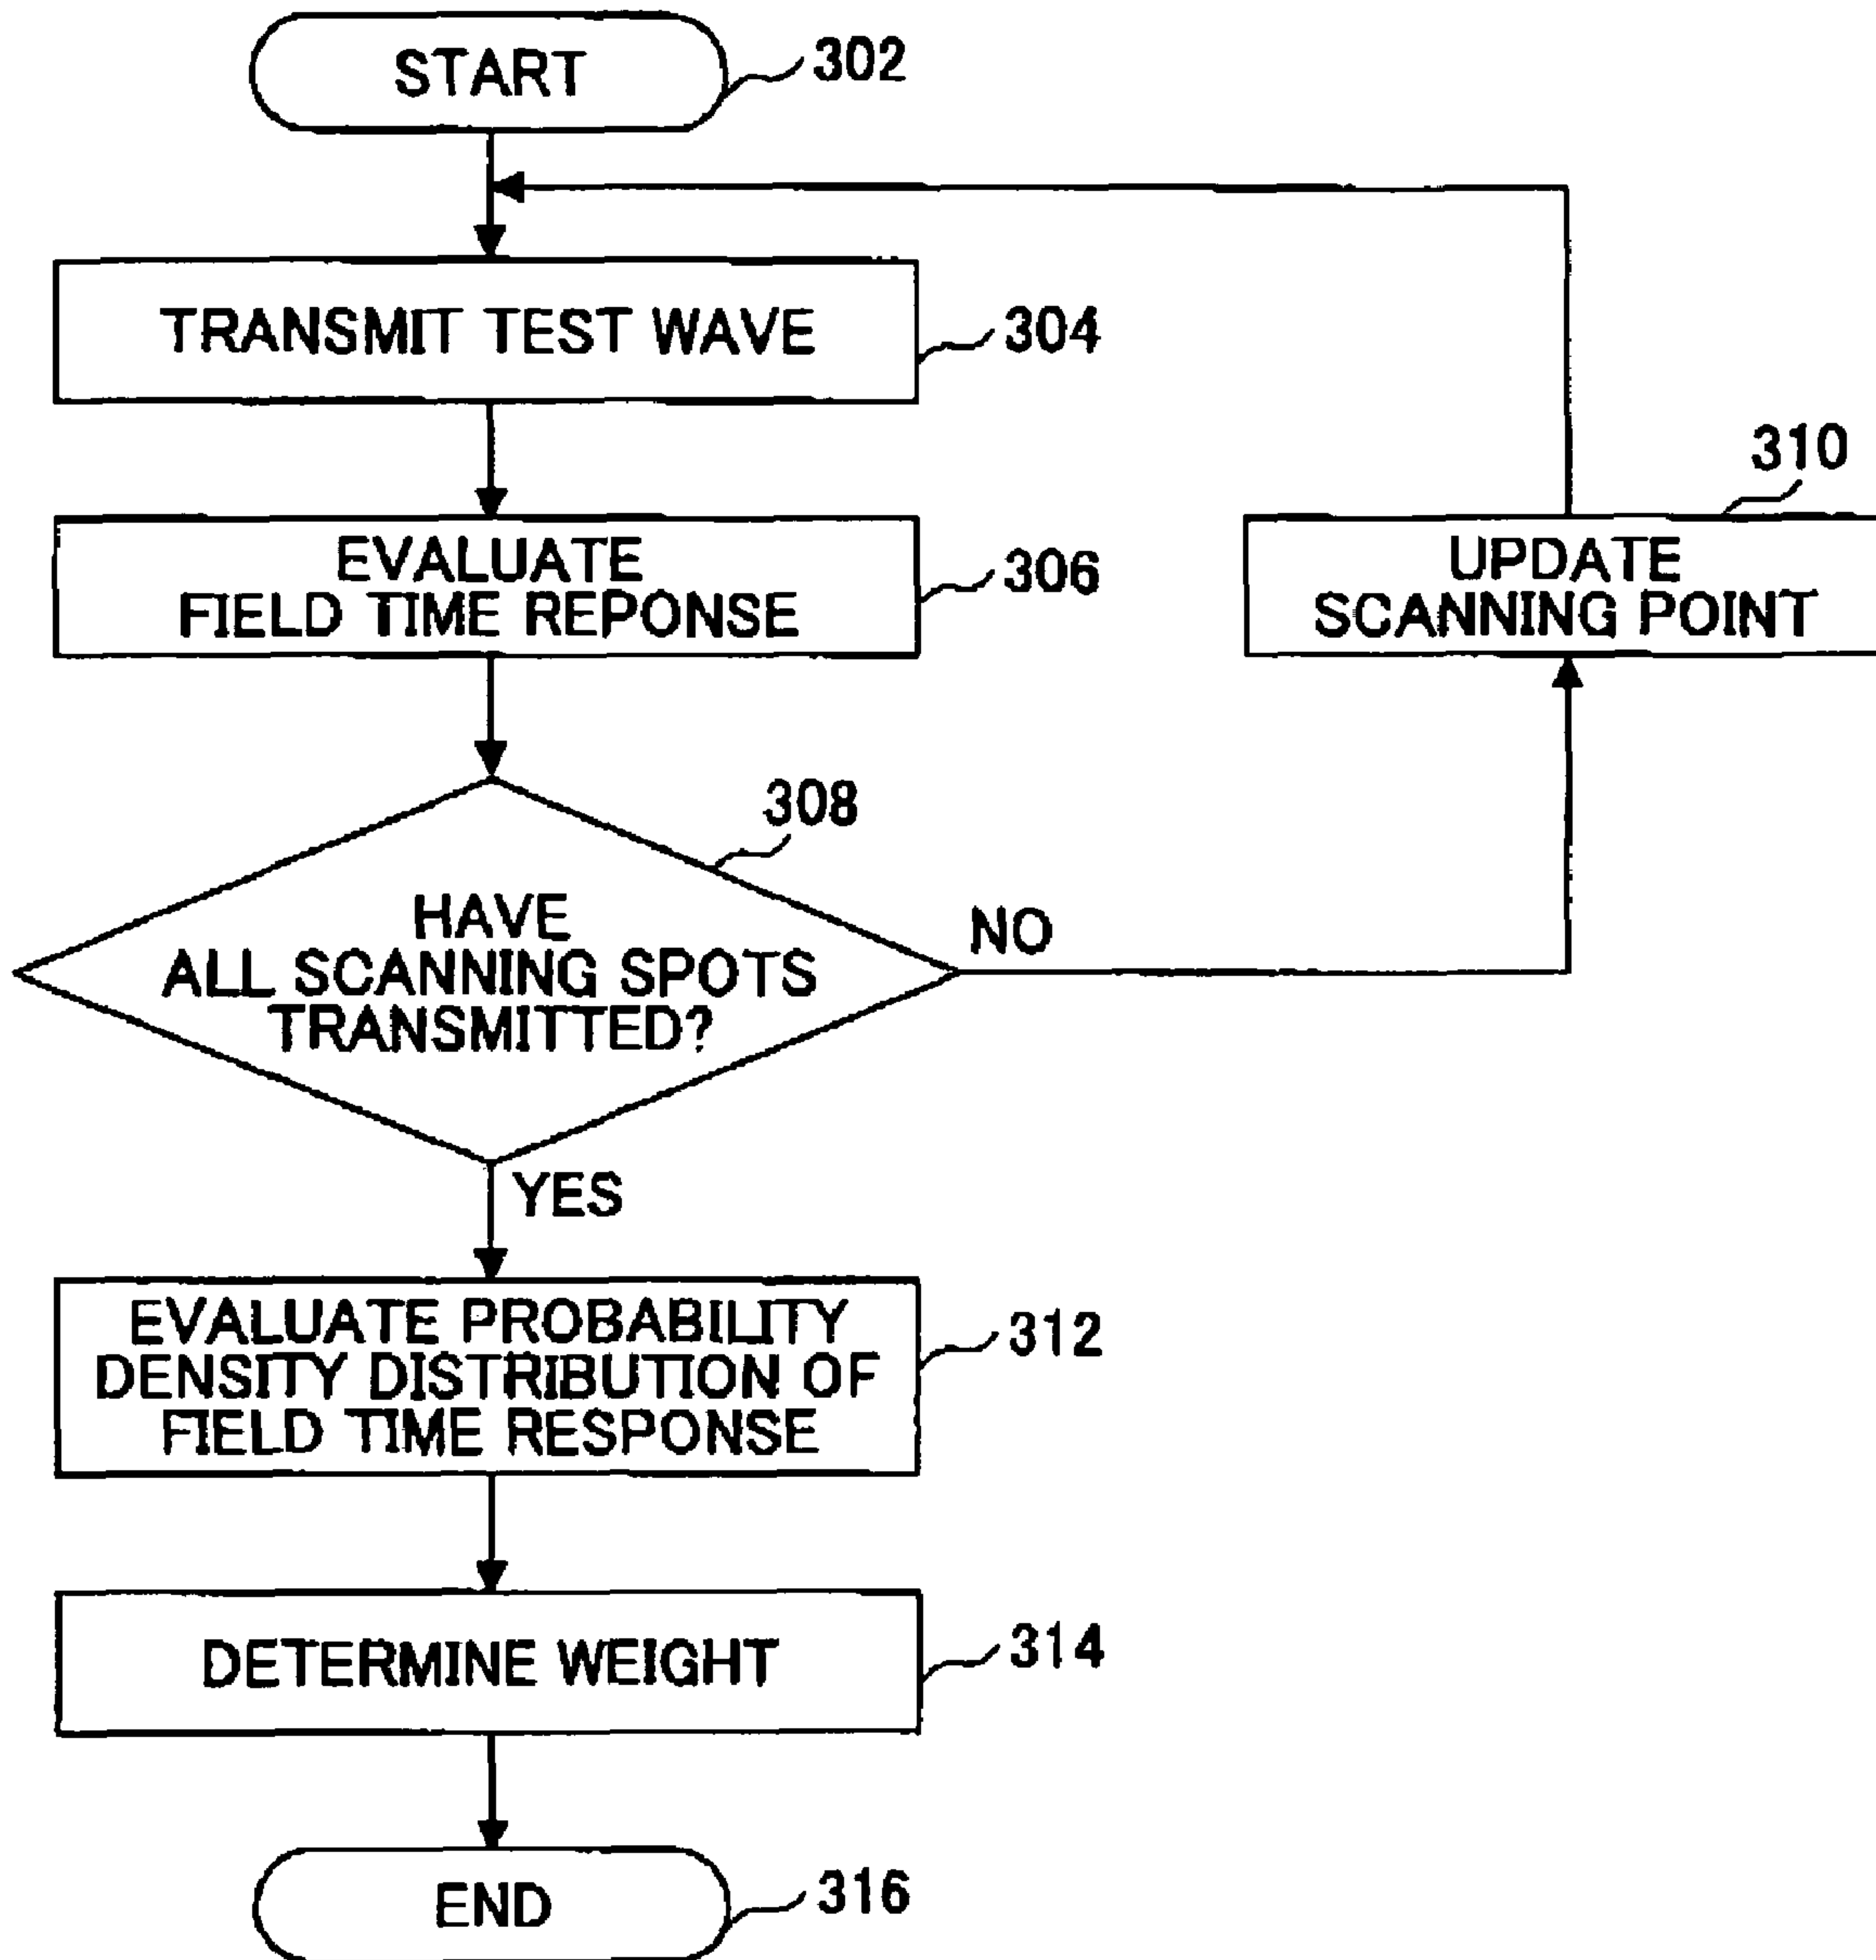 START
302
TRANSMIT TEST WAVE
304
EVALUATE
FIELD TIME REPONSE
306
310
UPDATE
SCANNING POINT
308
HAVE
ALL SCANNING SPOTS
TRANSMITTED?
NO
YES
EVALUATE PROBABILITY
DENSITY DISTRIBUTION OF
FIELD TIME RESPONSE
312
DETERMINE WEIGHT
314
END
316